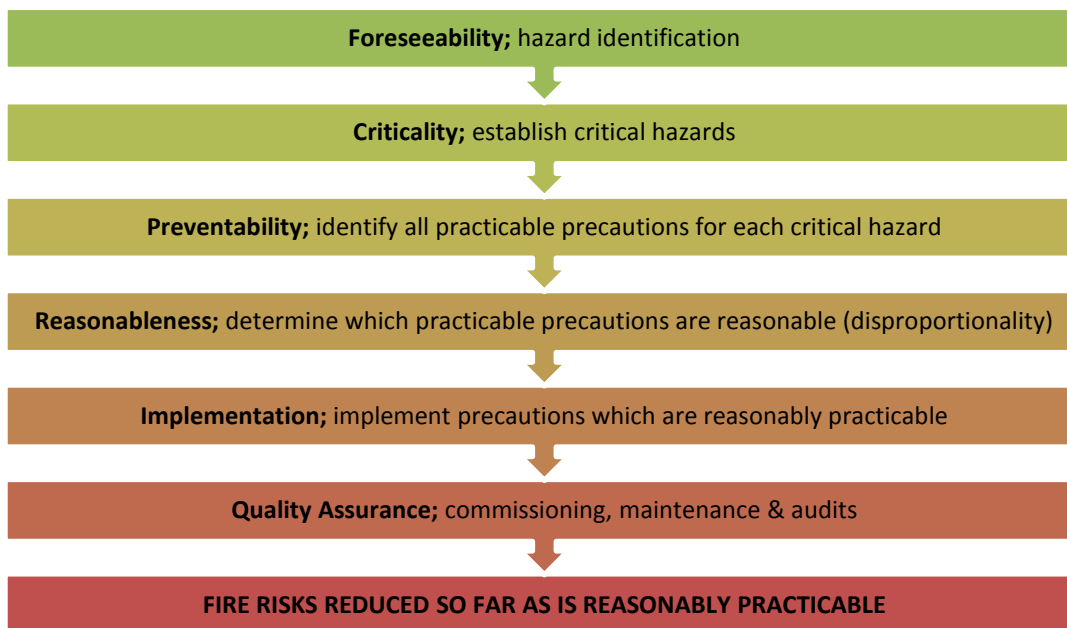 Foreseeability; hazard identification
Criticality; establish critical hazards
Preventability; identify all practicable precautions for each critical hazard
Reasonableness; determine which practicable precautions are reasonable (disproportionality)
Implementation; implement precautions which are reasonably practicable
Quality Assurance; commissioning, maintenance & audits
FIRE RISKS REDUCED SO FAR AS IS REASONABLY PRACTICABLE